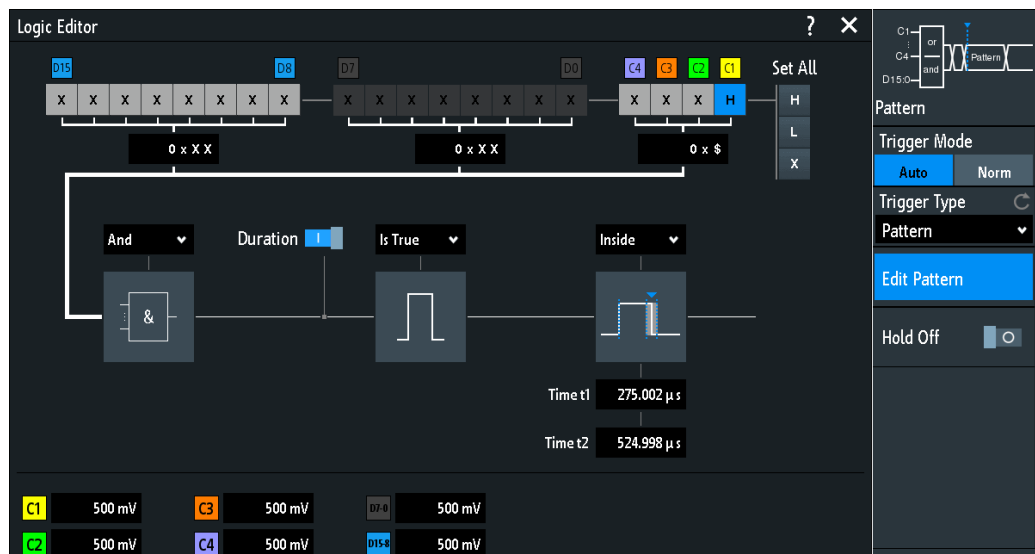 Logic Editor ? ✕
D15 D8 D7 D0 C4 C3 C2 C1 Set All
X X X X X X X X X X X X X X X X X X X H H
L
X
0 x X X 0 x X X 0 x $
And Duration I Is True Inside
&
Time t1 275.002 µs
Time t2 524.998 µs
C1 500 mV C3 500 mV D7-0 500 mV
C2 500 mV C4 500 mV D15-8 500 mV
C1
C4
D15:0
or
and
Pattern
Pattern
Trigger Mode
Auto Norm
Trigger Type
Pattern
Edit Pattern
Hold Off O